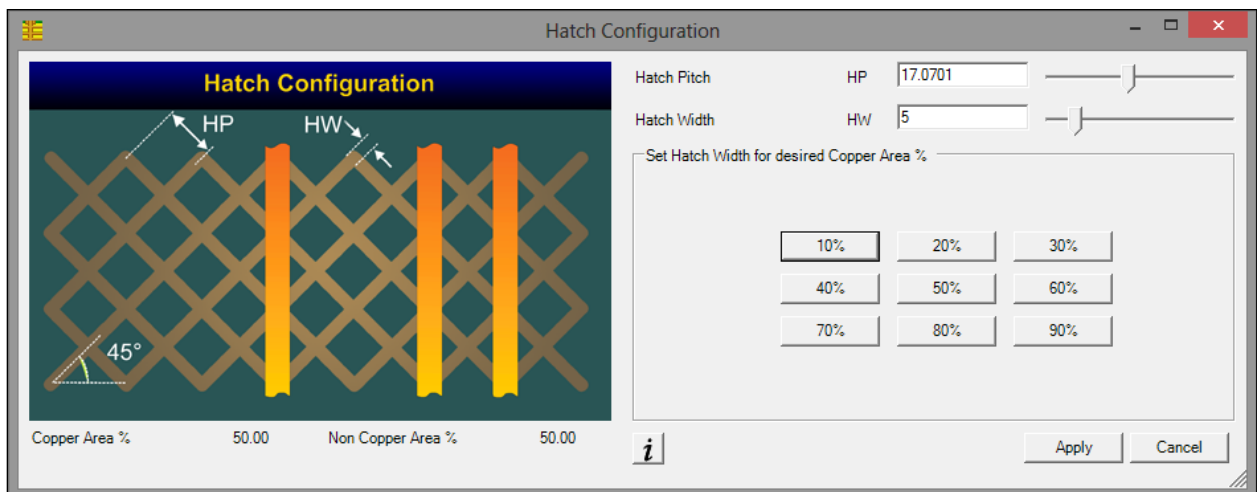 Hatch Configuration
Hatch Configuration
HP
HW
45°
Copper Area % 50.00 Non Copper Area % 50.00
Hatch Pitch HP 17.0701
Hatch Width HW 5
Set Hatch Width for desired Copper Area %
10% 20% 30%
40% 50% 60%
70% 80% 90%
i
Apply Cancel